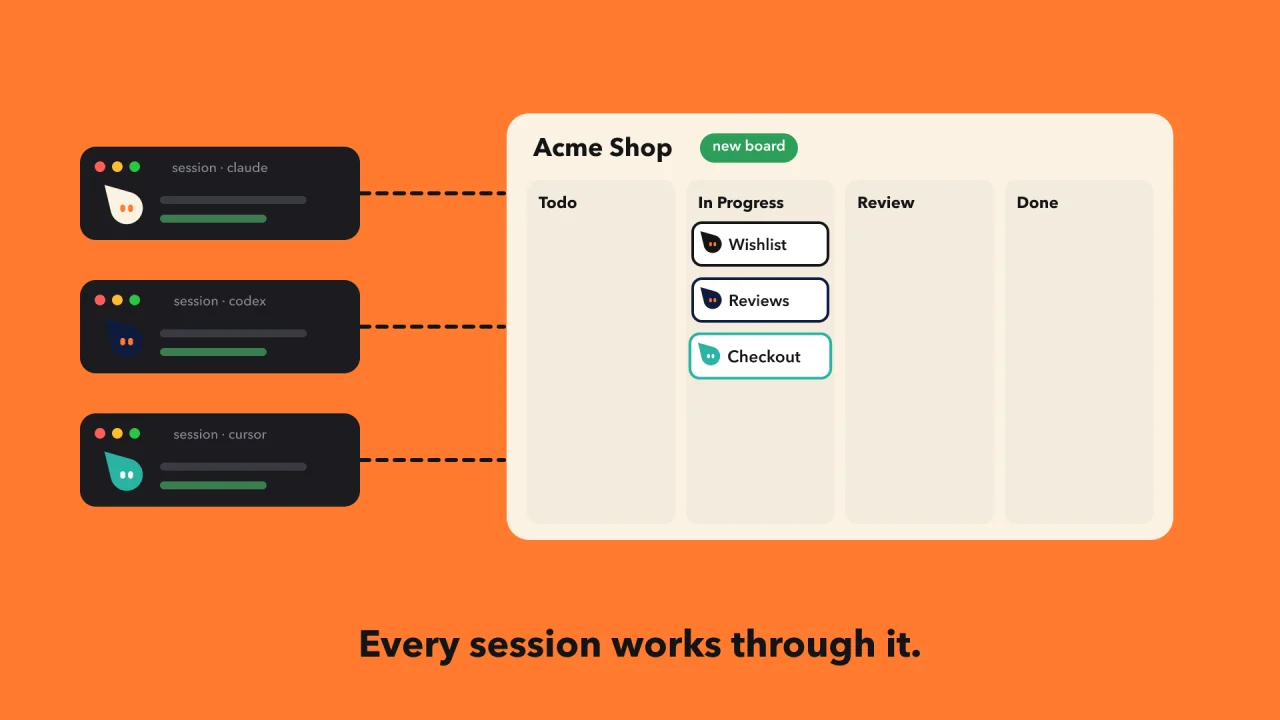 session · claude
session · codex
session · cursor
Acme Shop
new board
Todo
In Progress
Wishlist
Reviews
Checkout
Review
Done
Every session works through it.